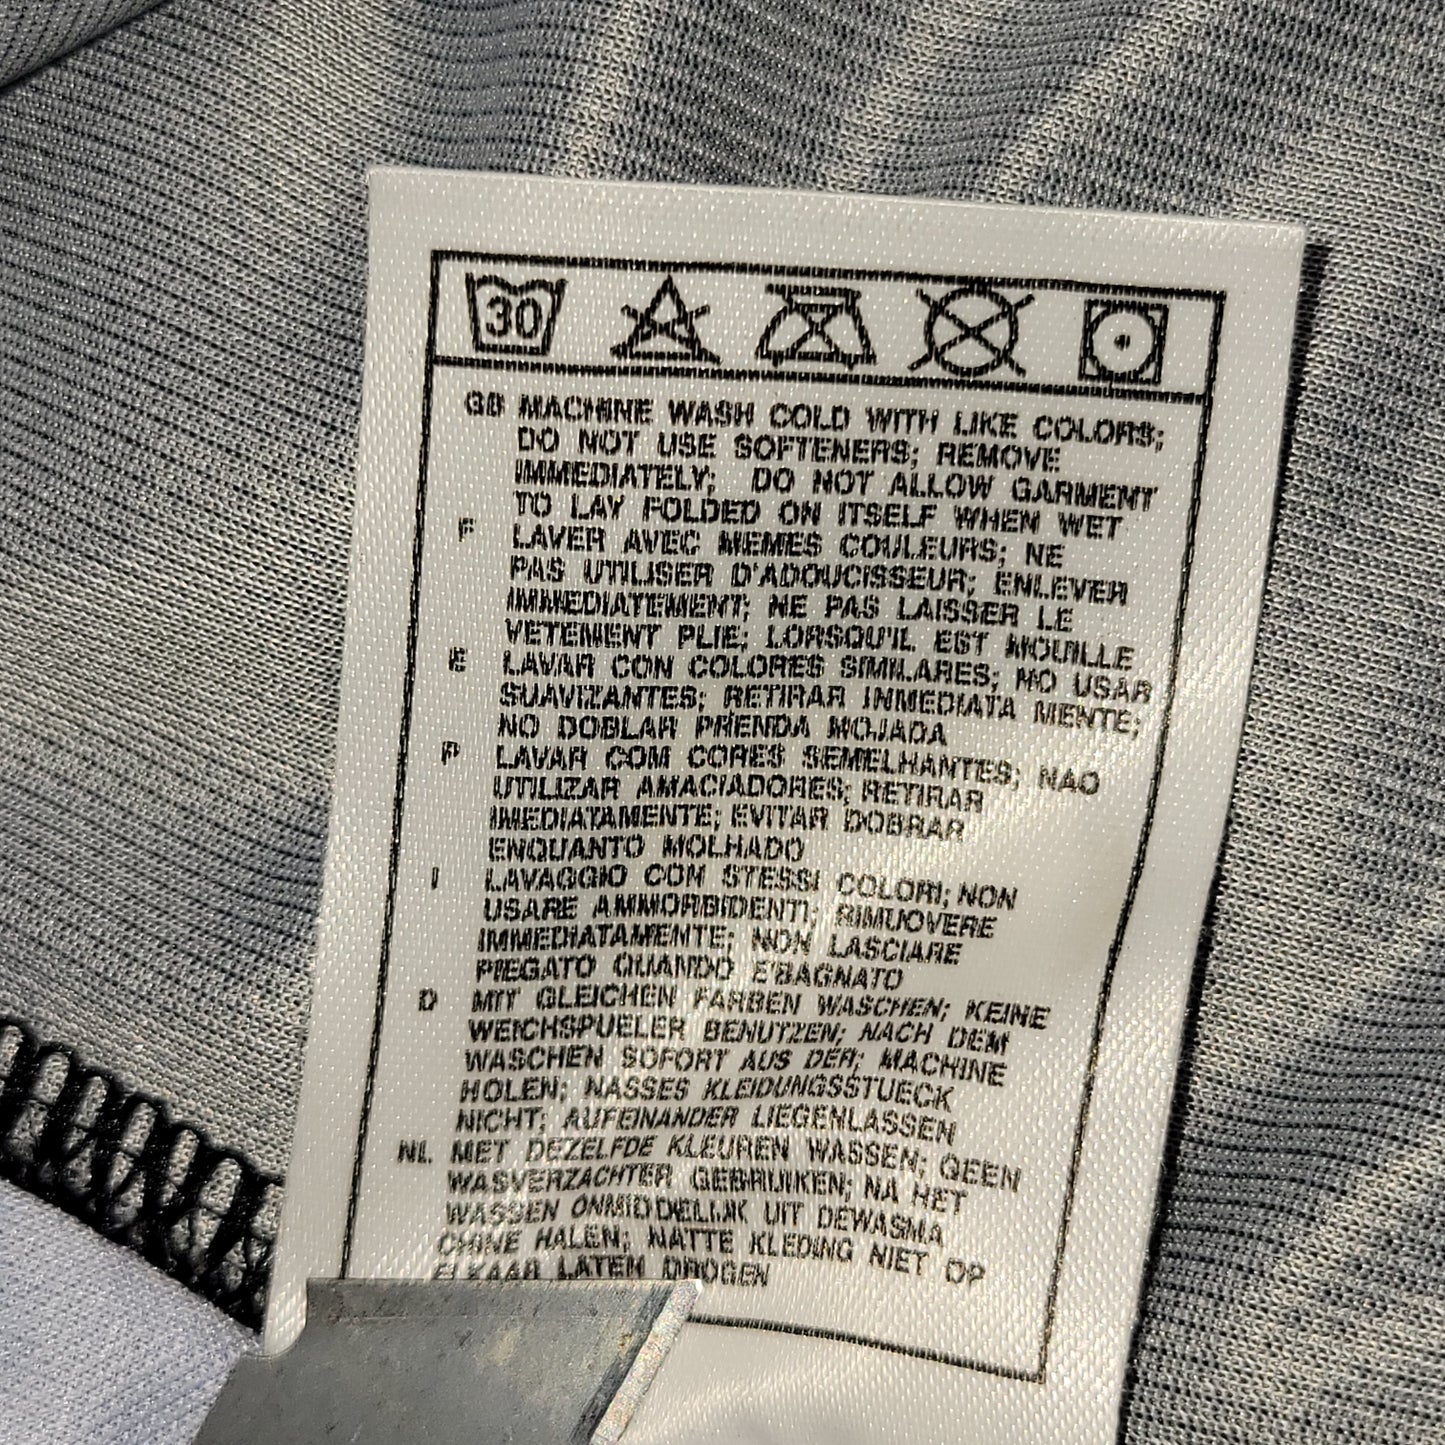 30
GB MACHINE WASH COLD WITH LIKE COLORS;
DO NOT USE SOFTENERS; REMOVE
IMMEDIATELY; DO NOT ALLOW GARMENT
TO LAY FOLDED ON ITSELF WHEN WET
F LAVER AVEC MEMES COULEURS; NE
PAS UTILISER D'ADOUCISSEUR; ENLEVER
IMMEDIATEMENT; NE PAS LAISSER LE
VETEMENT PLIE; LORSQU'IL EST MOUILLE
E LAVAR CON COLORES SIMILARES; NO USAR
SUAVIZANTES; RETIRAR INMEDIATA MENTE;
NO DOBLAR PRENDA MOJADA
P LAVAR COM CORES SEMELHANTES; NAO
UTILIZAR AMACIADORES; RETIRAR
IMEDIATAMENTE; EVITAR DOBRAR
ENQUANTO MOLHADO
I LAVAGGIO COM STESSI COLORI; NON
USARE AMMORBIDENTI; RIMUOVERE
IMMEDIATAMENTE; NON LASCIARE
PIEGATO QUANDO E'BAGNATO
D MIT GLEICHEN FARBEN WASCHEN; KEINE
WEICHSPUELER BENUTZEN; NACH DEM
WASCHEN SOFORT AUS DER; MACHINE
HOLEN; NASSES KLEIDUNGSSTUECK
NICHT; AUFEINANDER LIEGENLASSEN
NL MET DEZELFDE KLEUREN WASSEN; GEEN
WASVERZACHTER GEBRUIKEN; NA HET
WASSEN ONMIDDELIJK UIT DEWASMA
CHINE HALEN; NATTE KLEDING NIET OP
ELKAAR LATEN DROGEN